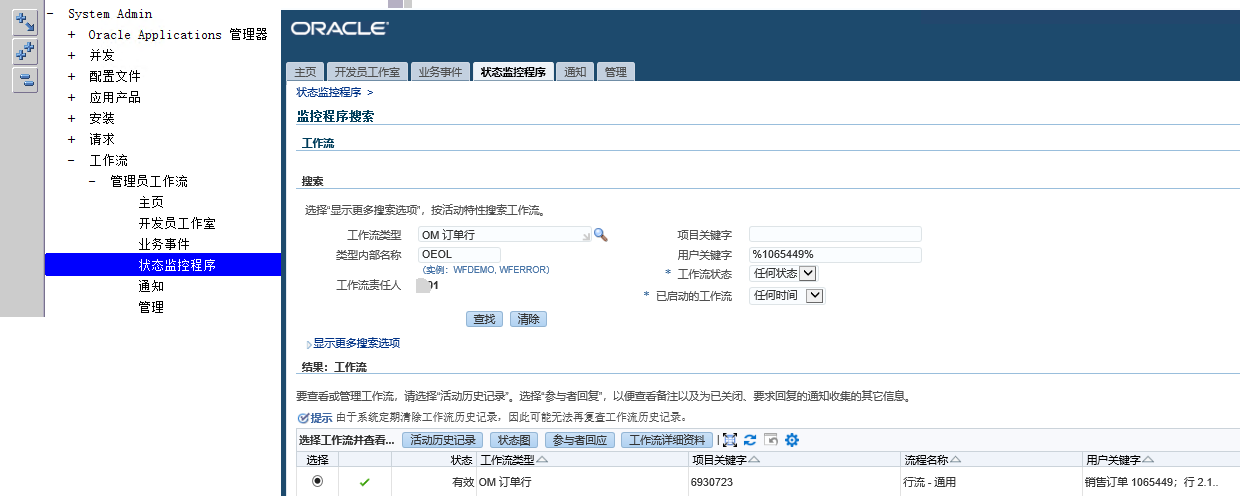 - System Admin
+ Oracle Applications 管理器
+ 并发
+ 配置文件
+ 应用产品
+ 安装
+ 请求
- 工作流
- 管理员工作流
主页
开发员工作室
业务事件
状态监控程序
通知
管理
ORACLE
主页 开发员工作室 业务事件 状态监控程序 通知 管理
状态监控程序 >
监控程序搜索
工作流
搜索
选择“显示更多搜索选项”，按活动特性搜索工作流。
工作流类型 OM 订单行 项目关键字
类型内部名称 OEOL 用户关键字 %1065449%
(实例：WFDEMO, WFERROR) * 工作流状态 任何状态
工作流责任人 01 * 已启动的工作流 任何时间
查找 清除
显示更多搜索选项
结果：工作流
要查看或管理工作流，请选择“活动历史记录”。选择“参与者回复”，以便查看备注以及为已关闭、要求回复的通知收集的其它信息。
提示 由于系统定期清除工作流历史记录，因此可能无法再复查工作流历史记录。
选择工作流并查看... 活动历史记录 状态图 参与者回应 工作流详细资料
选择 状态 工作流类型 项目关键字 流程名称 用户关键字
有效 OM 订单行 6930723 行流 - 通用 销售订单 1065449；行 2.1..